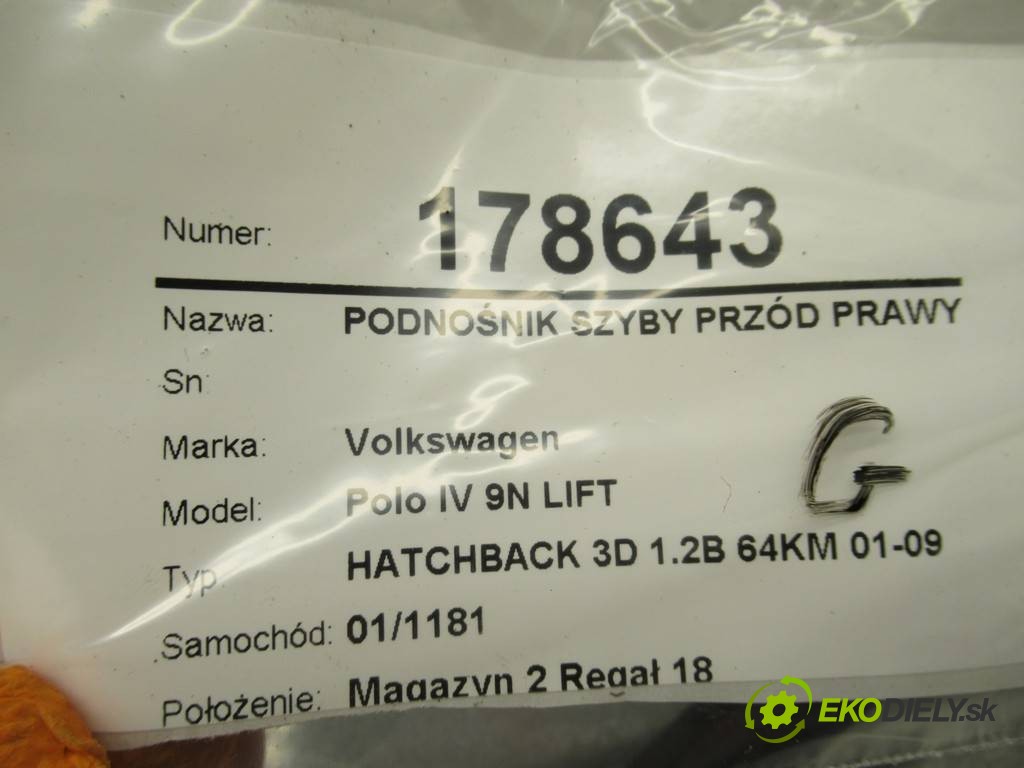 Numer: 178643
Nazwa: PODNOŚNIK SZYBY PRZÓD PRAWY
Sn:
Marka: Volkswagen
G
Model: Polo IV 9N LIFT
Typ: HATCHBACK 3D 1.2B 64KM 01-09
Samochód: 01/1181
Położenie: Magazyn 2 Regał 18
EKODIELY.sk